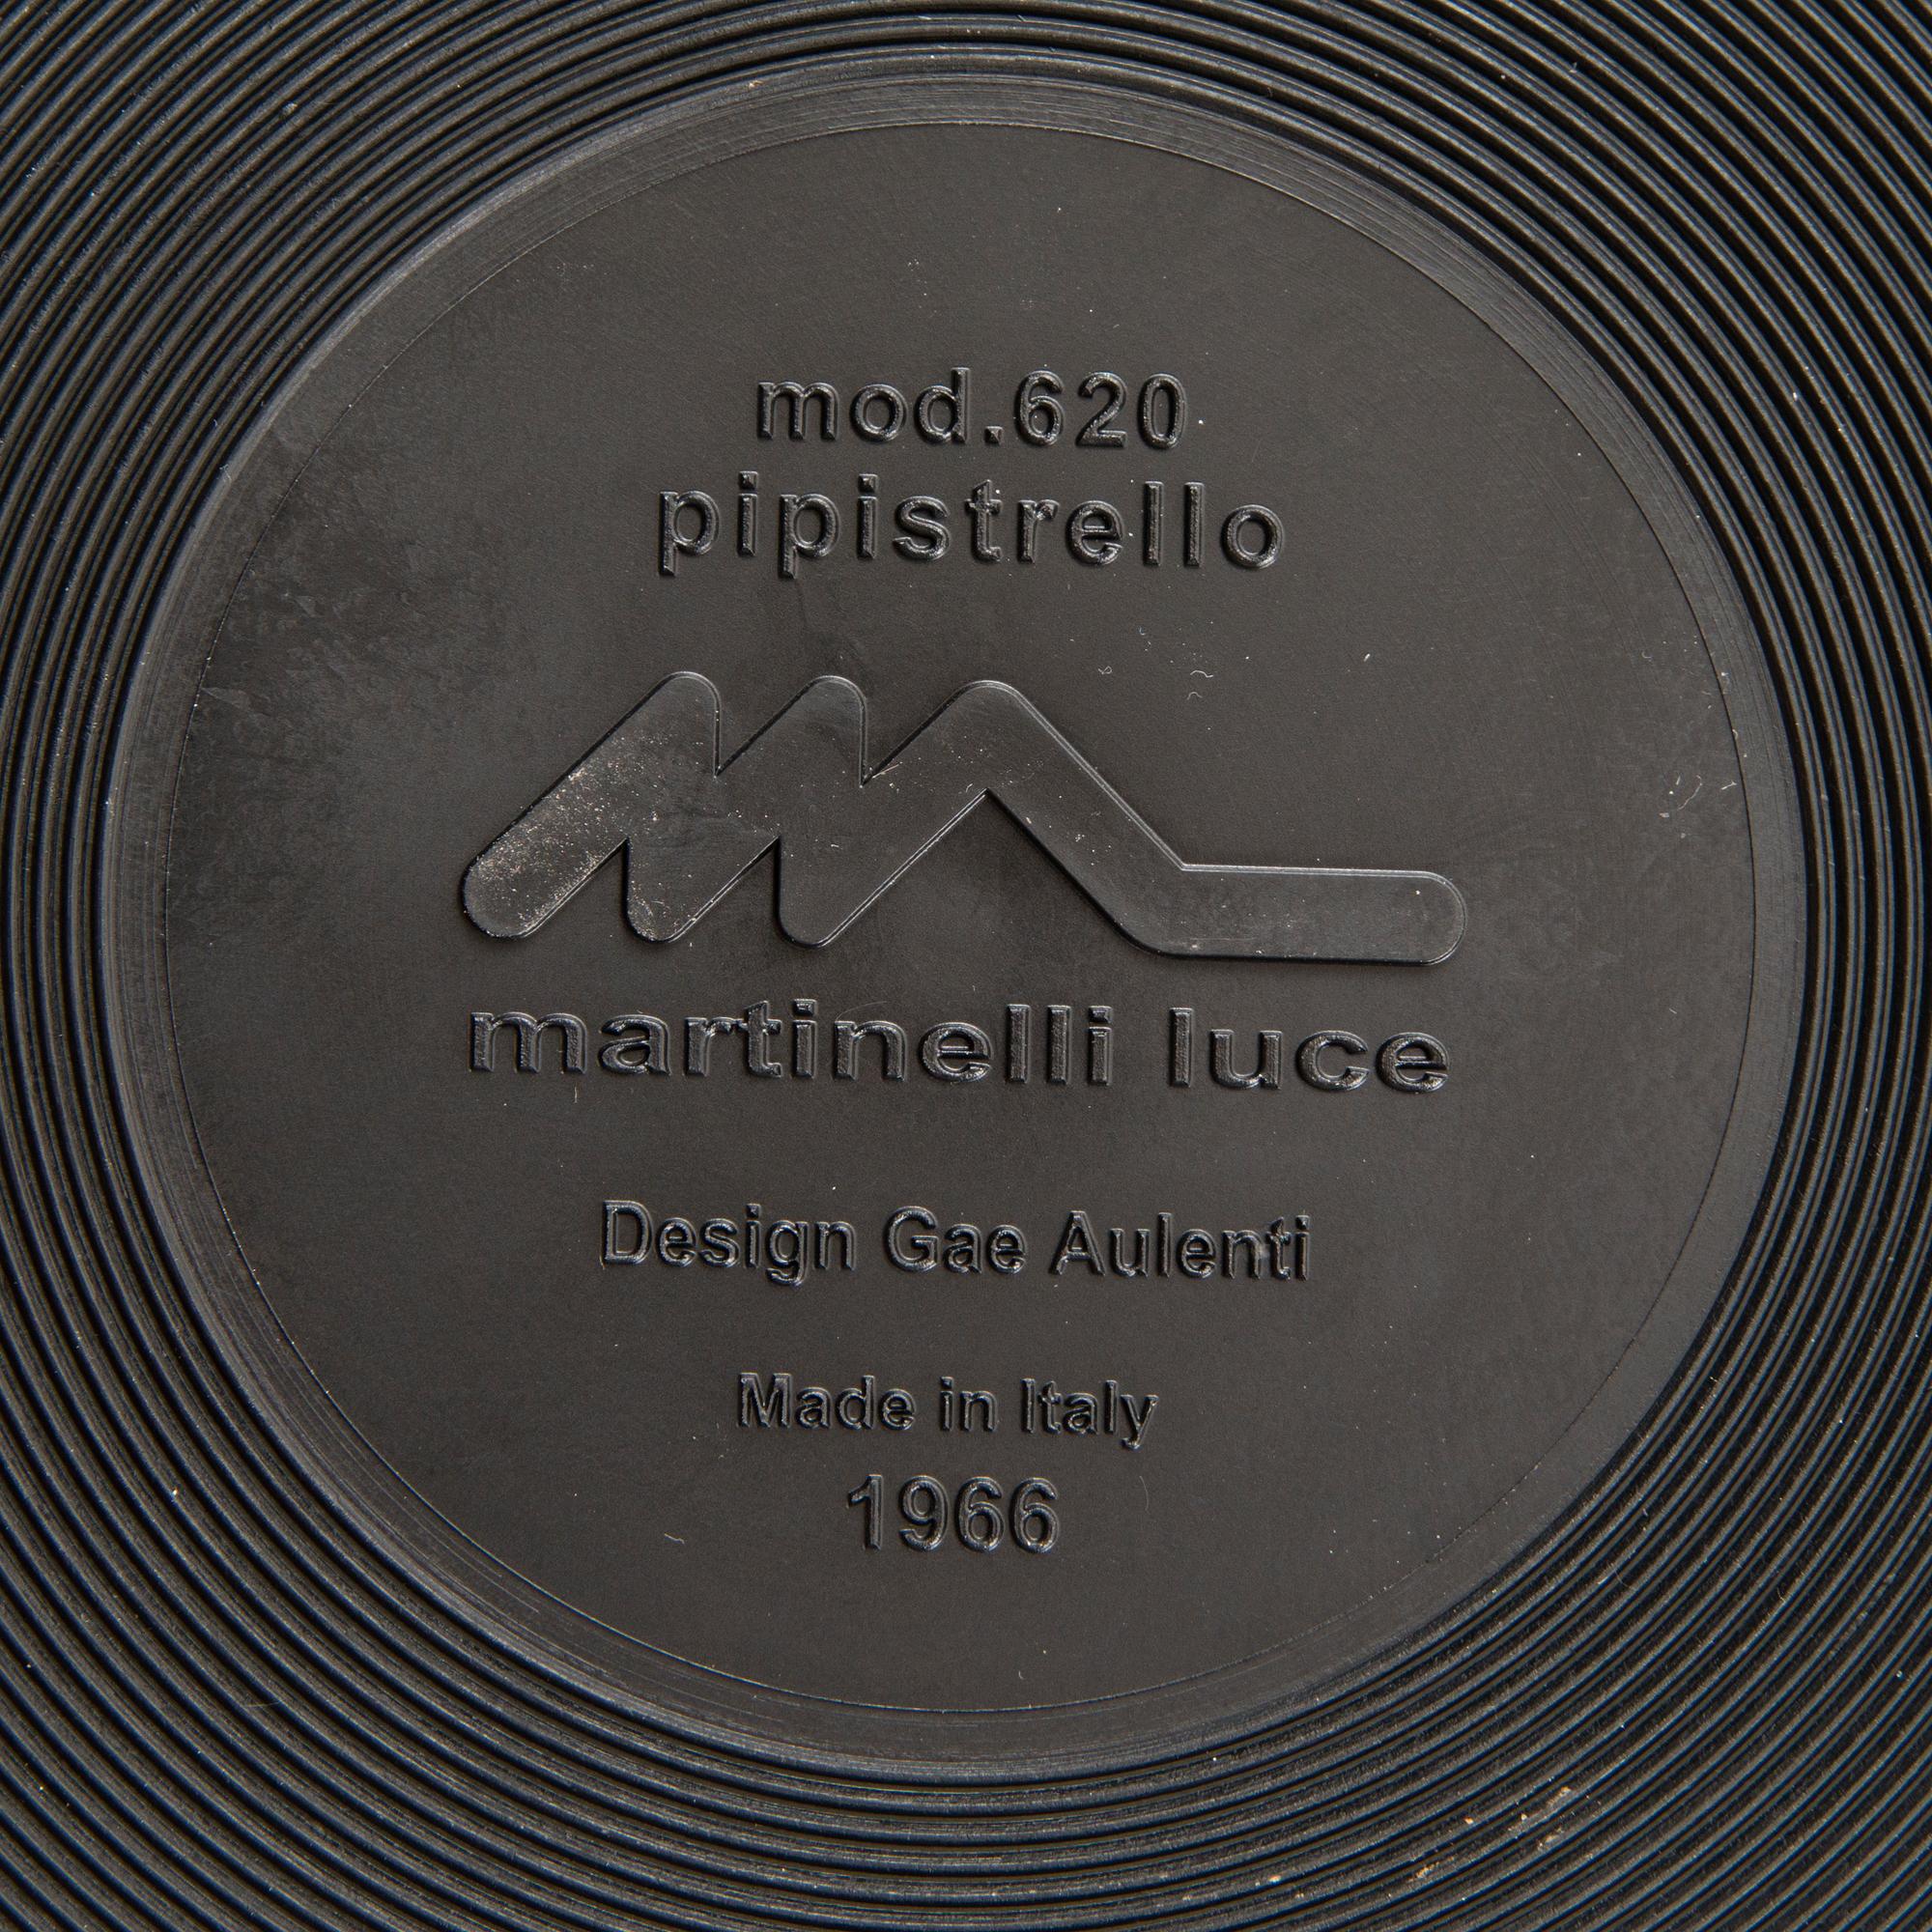 mod.620
pipistrello
martinelli luce
Design Gae Aulenti
Made in Italy
1966